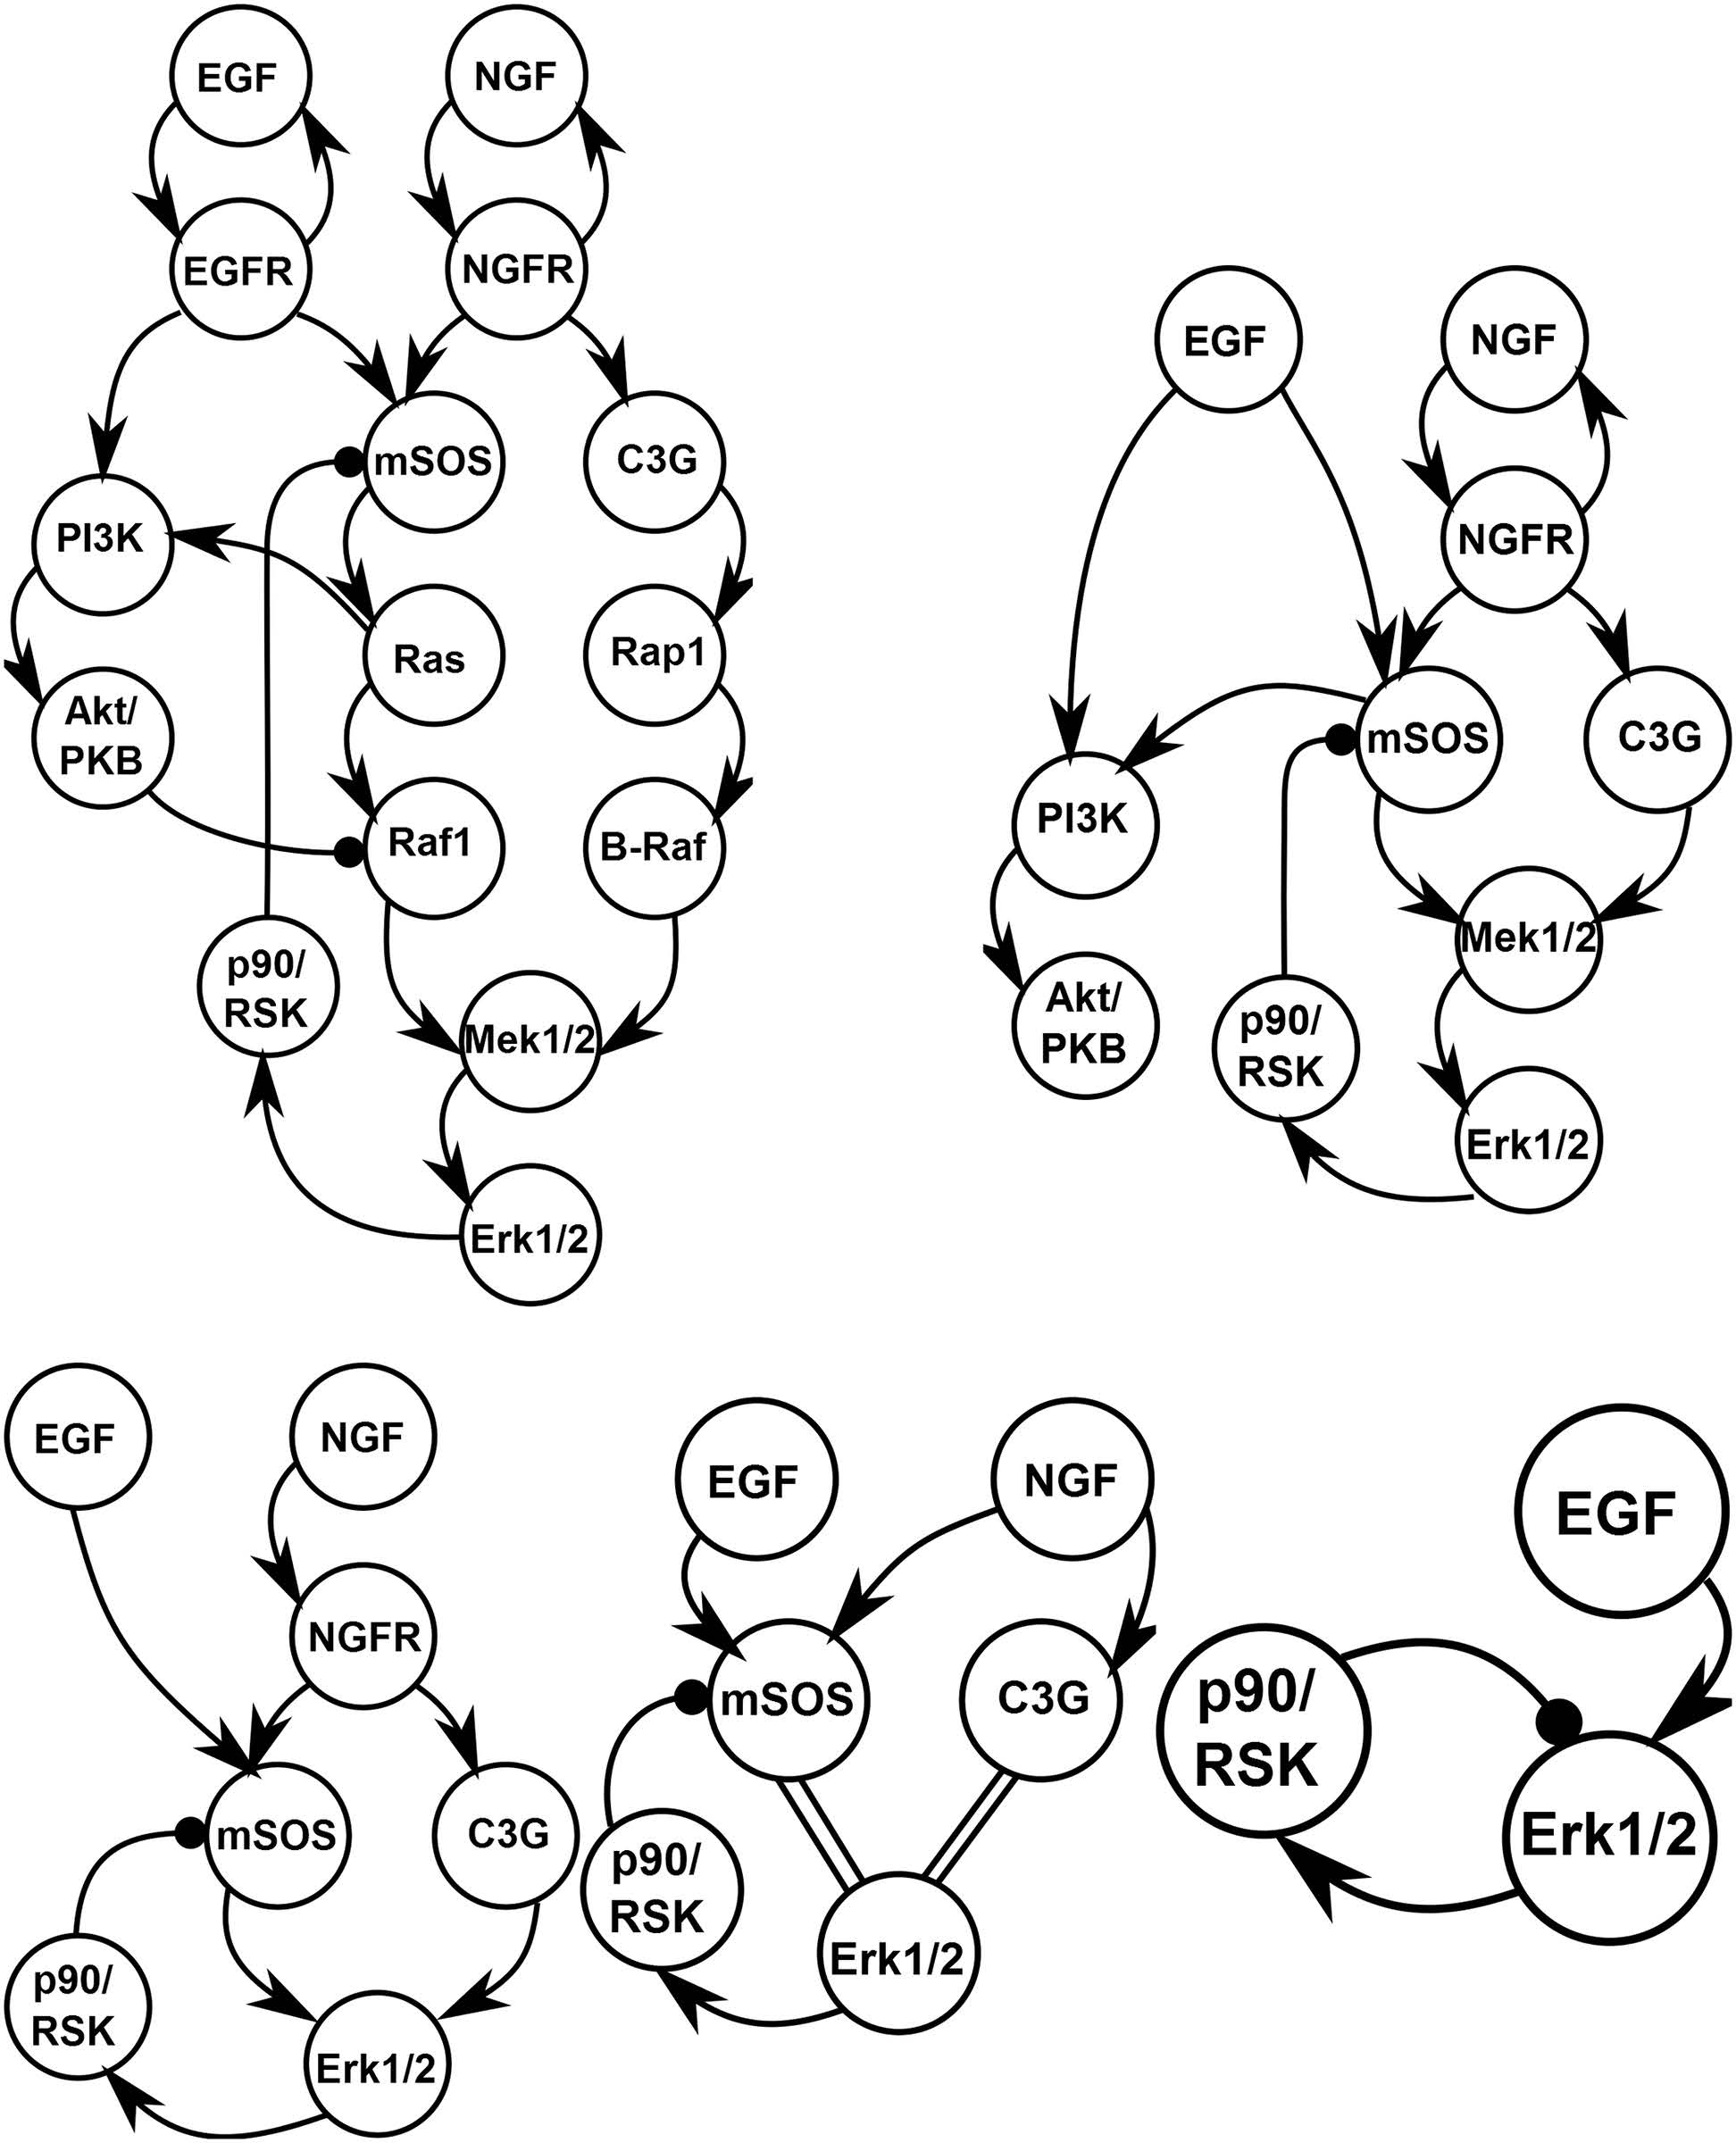 EGF
NGF
EGFR
NGFR
mSOS
C3G
PI3K
Ras
Rap1
Akt/
PKB
Raf1
B-Raf
p90/
RSK
Mek1/2
Erk1/2
EGF
NGF
NGFR
mSOS
C3G
PI3K
Mek1/2
Akt/
PKB
p90/
RSK
Erk1/2
EGF
NGF
NGFR
mSOS
C3G
p90/
RSK
Erk1/2
EGF
NGF
mSOS
C3G
p90/
RSK
Erk1/2
EGF
p90/
RSK
Erk1/2